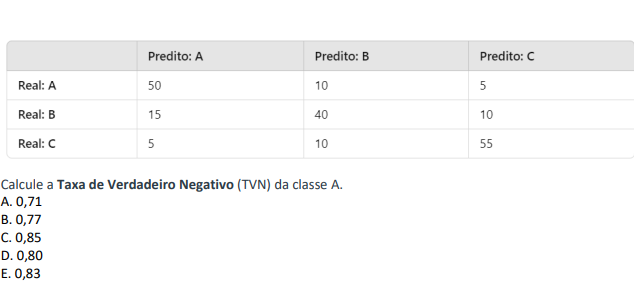 Predito: A Predito: B Predito: C
Real: A 50 10 5
Real: B 15 40 10
Real: C 5 10 55
Calcule a Taxa de Verdadeiro Negativo (TVN) da classe A.
A. 0,71
B. 0,77
C. 0,85
D. 0,80
E. 0,83